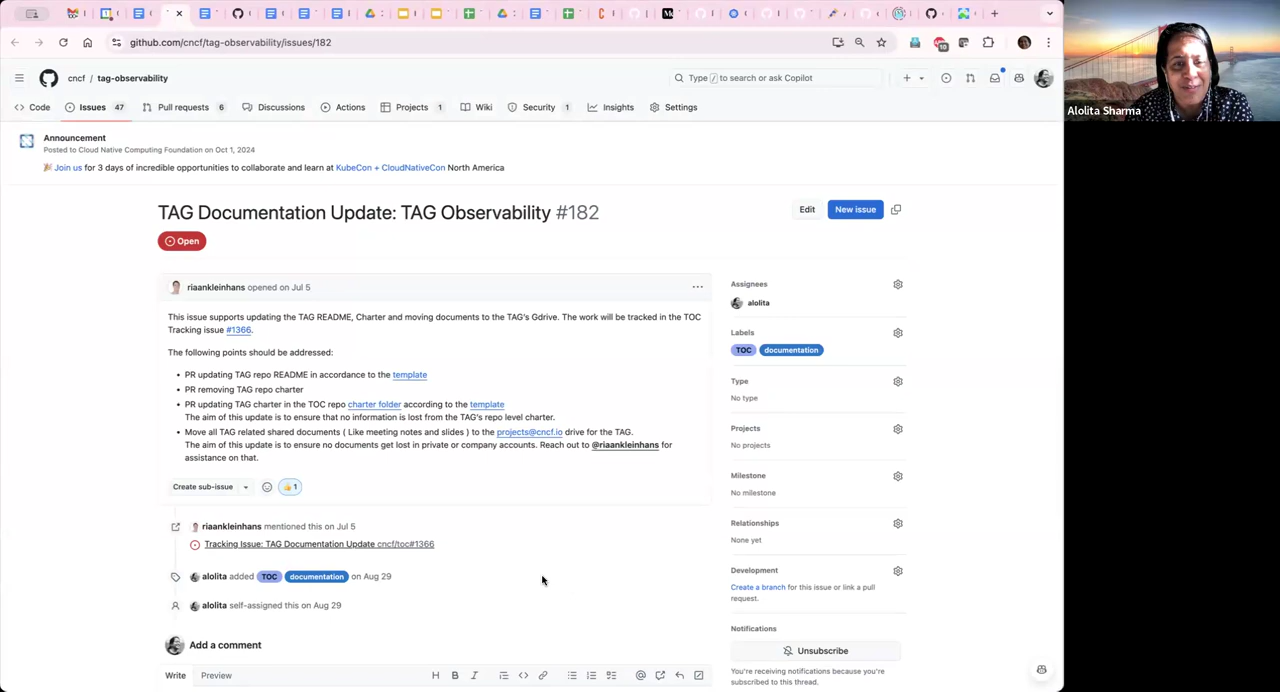 github.com/cncf/tag-observability/issues/182
10
cncf / tag-observability
Type / to search or ask Copilot
Code
Issues 47
Pull requests 6
Discussions
Actions
Projects 1
Wiki
Security 1
Insights
Settings
Announcement
Posted to Cloud Native Computing Foundation on Oct 1, 2024
🎉 Join us for 3 days of incredible opportunities to collaborate and learn at KubeCon + CloudNativeCon North America
TAG Documentation Update: TAG Observability #182
Edit
New issue
Open
riaankleinhans opened on Jul 5
This issue supports updating the TAG README, Charter and moving documents to the TAG's Gdrive. The work will be tracked in the TOC
Tracking issue #1366.
The following points should be addressed:
• PR updating TAG repo README in accordance to the template
• PR removing TAG repo charter
• PR updating TAG charter in the TOC repo charter folder according to the template
The aim of this update is to ensure that no information is lost from the TAG's repo level charter.
• Move all TAG related shared documents ( Like meeting notes and slides ) to the projects@cncf.io drive for the TAG.
The aim of this update is to ensure no documents get lost in private or company accounts. Reach out to @riaankleinhans for
assistance on that.
Create sub-issue
👍 1
riaankleinhans mentioned this on Jul 5
Tracking Issue: TAG Documentation Update cncf/toc#1366
alolita added TOC documentation on Aug 29
alolita self-assigned this on Aug 29
Add a comment
Write
Preview
H B I
Assignees
alolita
Labels
TOC documentation
Type
No type
Projects
No projects
Milestone
No milestone
Relationships
None yet
Development
Create a branch for this issue or link a pull
request.
Notifications
Unsubscribe
You're receiving notifications because you're
subscribed to this thread.
Alolita Sharma